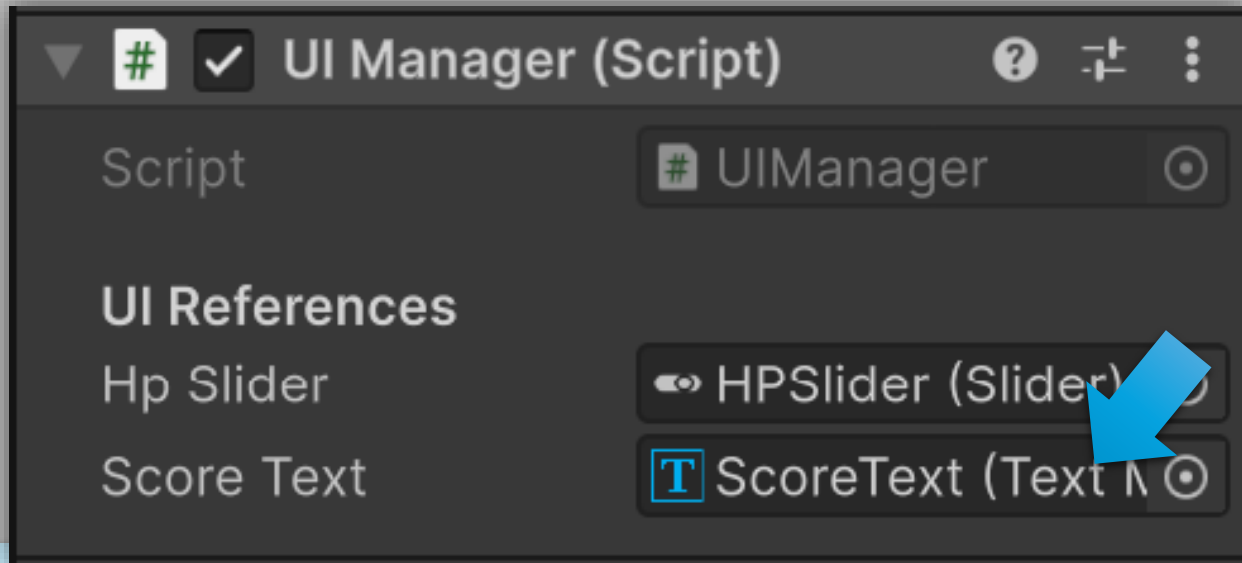 # UI Manager (Script)
Script # UIManager
UI References
Hp Slider HPSlider (Slider)
Score Text T ScoreText (Text